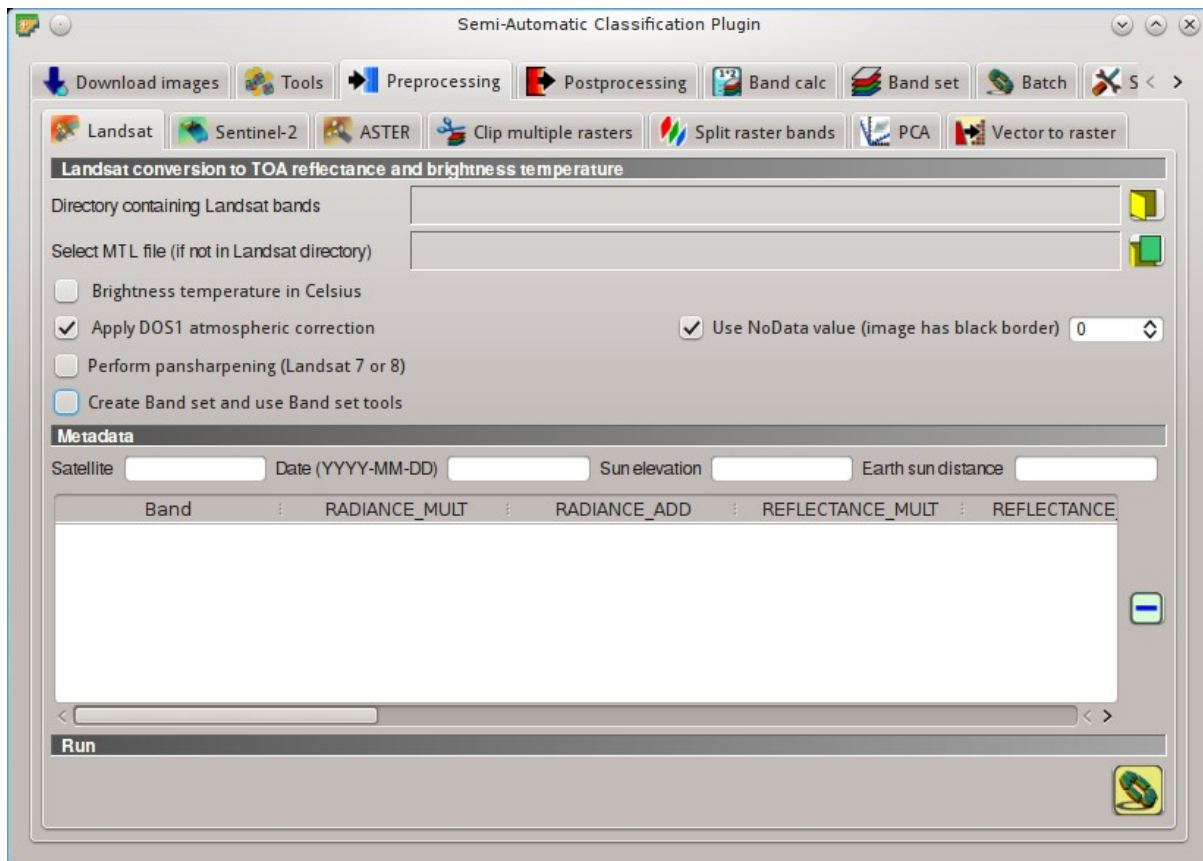 Semi-Automatic Classification Plugin
Download images Tools Preprocessing Postprocessing Band calc Band set Batch S
Landsat Sentinel-2 ASTER Clip multiple rasters Split raster bands PCA Vector to raster
Landsat conversion to TOA reflectance and brightness temperature
Directory containing Landsat bands
Select MTL file (if not in Landsat directory)
Brightness temperature in Celsius
Apply DOS1 atmospheric correction Use NoData value (image has black border) 0
Perform pansharpening (Landsat 7 or 8)
Create Band set and use Band set tools
Metadata
Satellite Date (YYYY-MM-DD) Sun elevation Earth sun distance
Band RADIANCE_MULT RADIANCE_ADD REFLECTANCE_MULT REFLECTANCE_
Run